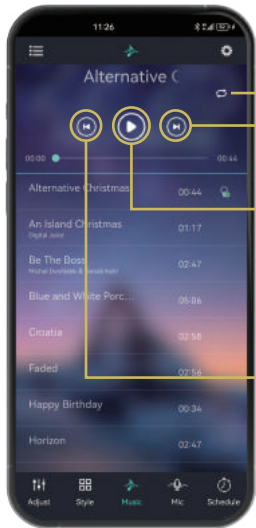 11:26
Alternative C
00:00
00:44
Alternative Christmas
00:44
An Island Christmas
Digital Juice
01:17
Be The Boss
02:47
Blue and White Porc...
05:06
Croatia
02:58
Faded
02:56
Happy Birthday
00:34
Horizon
02:47
Adjust Style Music Mic Schedule